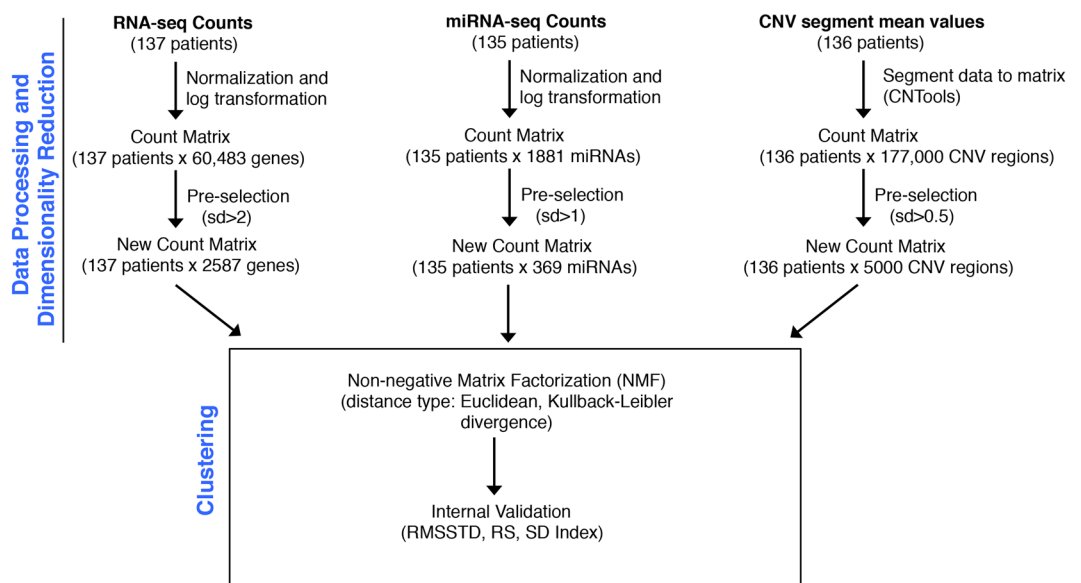 Data Processing and
Dimensionality Reduction
RNA-seq Counts
(137 patients)
Normalization and
log transformation
Count Matrix
(137 patients x 60,483 genes)
Pre-selection
(sd>2)
New Count Matrix
(137 patients x 2587 genes)
miRNA-seq Counts
(135 patients)
Normalization and
log transformation
Count Matrix
(135 patients x 1881 miRNAs)
Pre-selection
(sd>1)
New Count Matrix
(135 patients x 369 miRNAs)
CNV segment mean values
(136 patients)
Segment data to matrix
(CNTools)
Count Matrix
(136 patients x 177,000 CNV regions)
Pre-selection
(sd>0.5)
New Count Matrix
(136 patients x 5000 CNV regions)
Clustering
Non-negative Matrix Factorization (NMF)
(distance type: Euclidean, Kullback-Leibler
divergence)
Internal Validation
(RMSSTD, RS, SD Index)